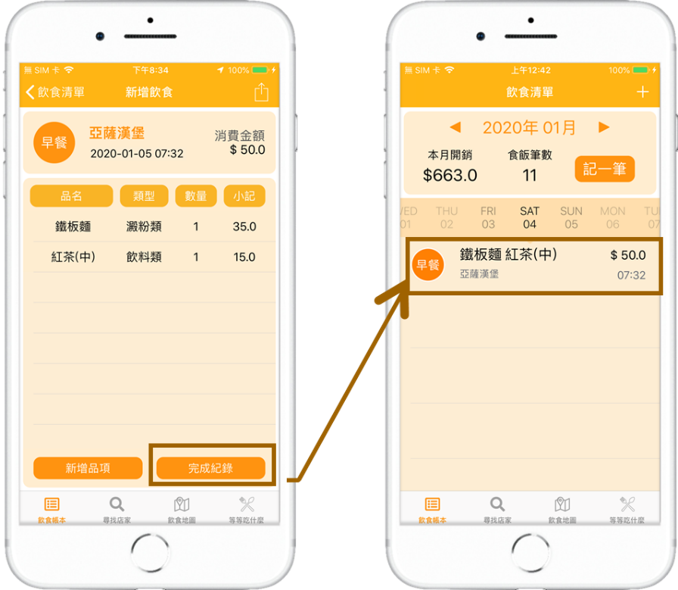 無 SIM 卡 下午8:34 100%
飲食清單 新增飲食
早餐
亞薩漢堡
2020-01-05 07:32
消費金額
$ 50.0
品名 類型 數量 小記
鐵板麵 澱粉類 1 35.0
紅茶(中) 飲料類 1 15.0
新增品項 完成紀錄
飲食帳本 尋找店家 飲食地圖 等等吃什麼
無 SIM 卡 上午12:42 100%
飲食清單
2020年 01月
本月開銷 食飯筆數
$663.0 11
記一筆
WED THU FRI SAT SUN MON TU
01 02 03 04 05 06 07
早餐
鐵板麵 紅茶(中) $ 50.0
亞薩漢堡 07:32
飲食帳本 尋找店家 飲食地圖 等等吃什麼